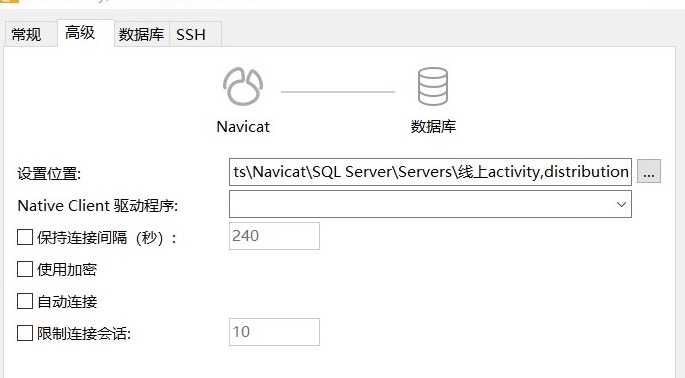 常规 高级 数据库 SSH
Navicat 数据库
设置位置: ts\Navicat\SQL Server\Servers\线上activity,distribution ...
Native Client 驱动程序:
保持连接间隔（秒）: 240
使用加密
自动连接
限制连接会话: 10